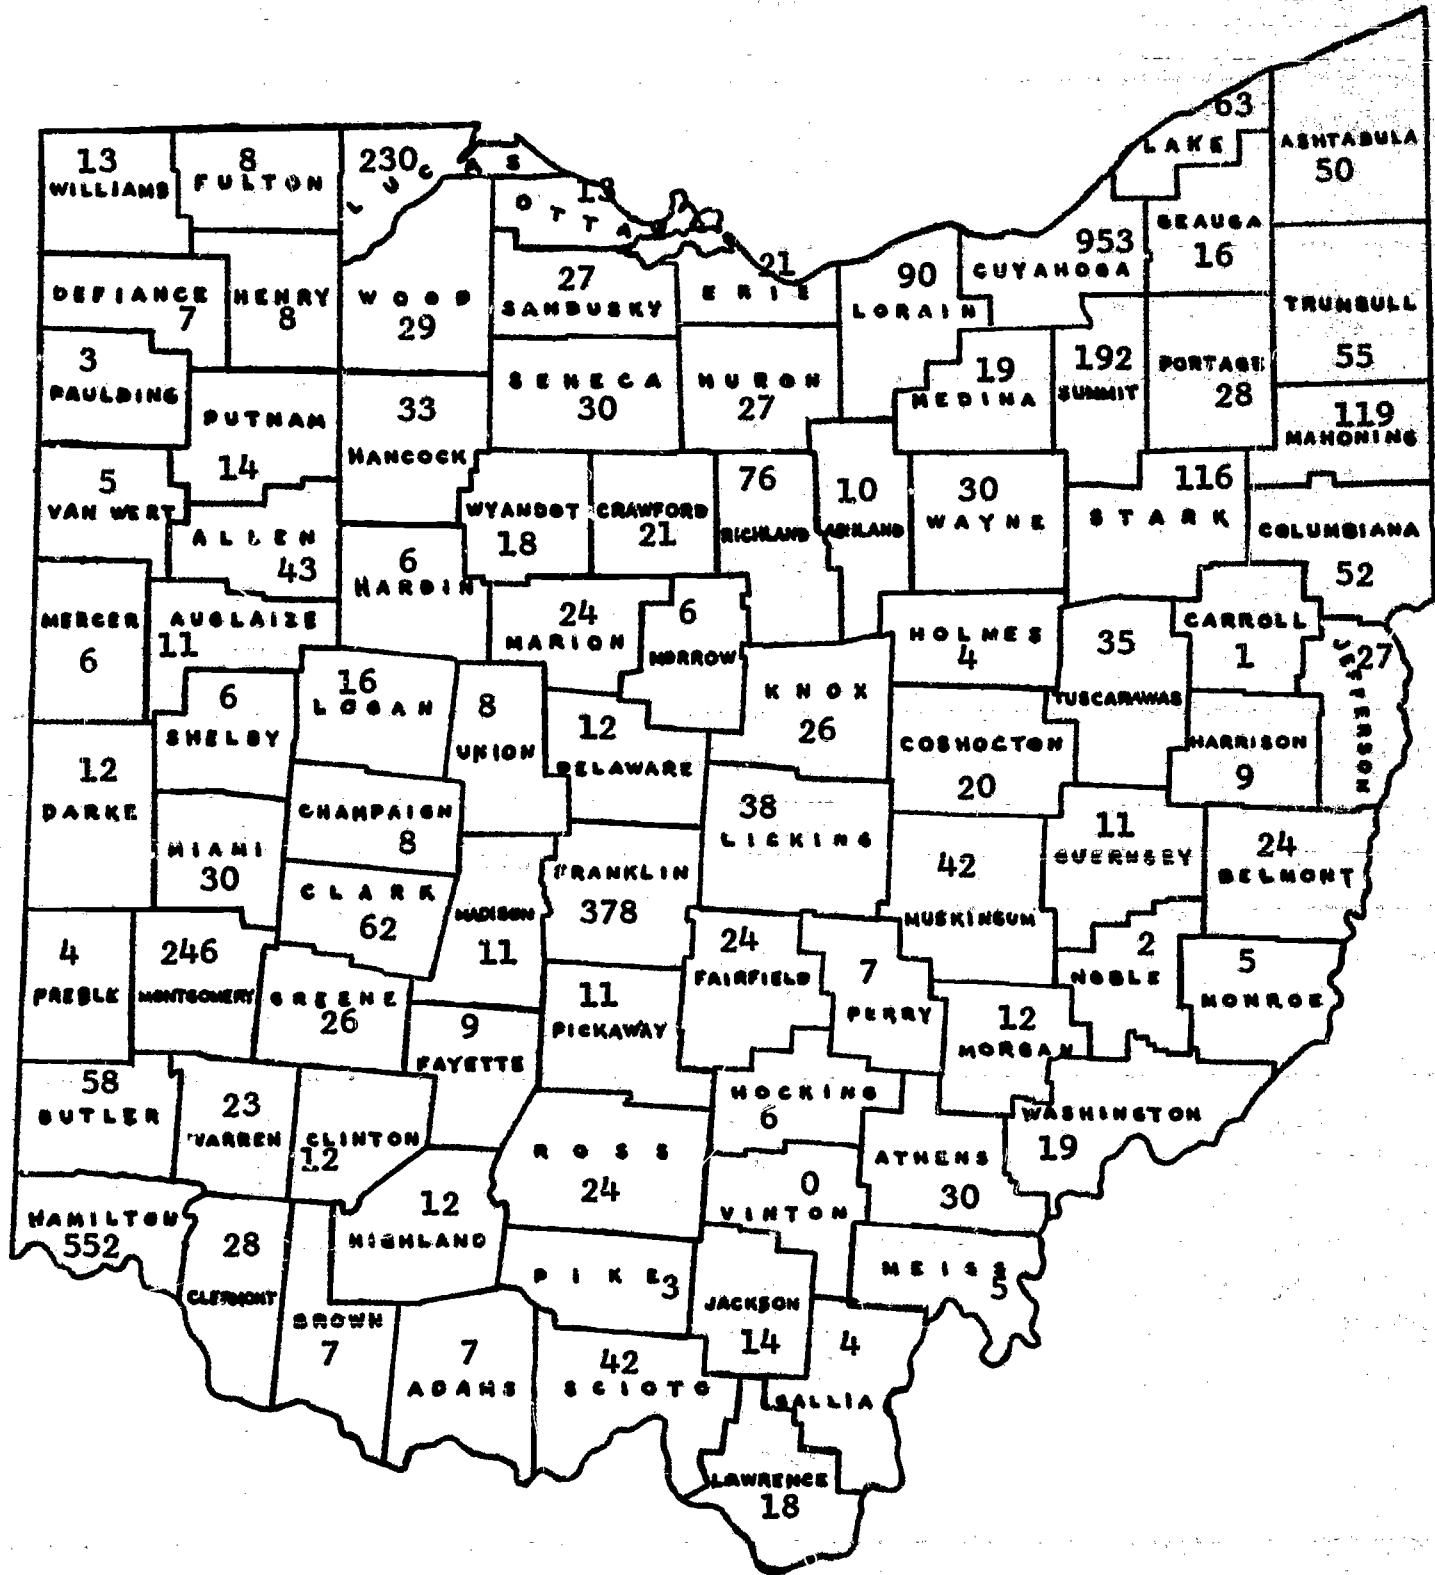 63
LAKE
ASHTABULA
50
13
WILLIAMS
8
FULTON
230
LUCAS
13
OTTAWA
953
CUYAHOGA
GEAUGA
16
21
ERIE
90
LORAIN
27
SANDUSKY
DEFIANCE
7
HENRY
8
WOOD
29
TRUMBULL
55
3
PAULDING
SENECA
30
HURON
27
19
MEDINA
192
SUMMIT
PORTAGE
28
PUTNAM
14
33
HANCOCK
119
MAHONING
5
VAN WERT
WYANDOT
18
CRAWFORD
21
76
RICHLAND
10
ASHLAND
30
WAYNE
116
STARK
COLUMBIANA
52
ALLEN
43
6
HARDIN
MERCER
6
AUGLAIZE
11
24
MARION
6
MORROW
HOLMES
4
35
TUSCARAWAS
CARROLL
1
JEFFERSON
27
6
SHELBY
16
LOGAN
8
UNION
12
DELAWARE
KNOX
26
COSHOCTON
20
HARRISON
9
12
DARKE
CHAMPAIGN
8
38
LICKING
MIAMI
30
11
GUERNSEY
24
BELMONT
CLARK
62
MADISON
11
FRANKLIN
378
42
MUSKINGUM
4
PREBLE
246
MONTGOMERY
GREENE
26
24
FAIRFIELD
7
PERRY
2
NOBLE
5
MONROE
9
FAYETTE
11
PICKAWAY
12
MORGAN
58
BUTLER
23
WARREN
CLINTON
12
HOCKING
6
WASHINGTON
19
ROSS
24
ATHENS
30
0
VINTON
HAMILTON
552
28
CLERMONT
12
HIGHLAND
PIKE 3
MEIGS
5
JACKSON
14
BROWN
7
7
ADAMS
42
SCIOTO
4
GALLIA
LAWRENCE
18